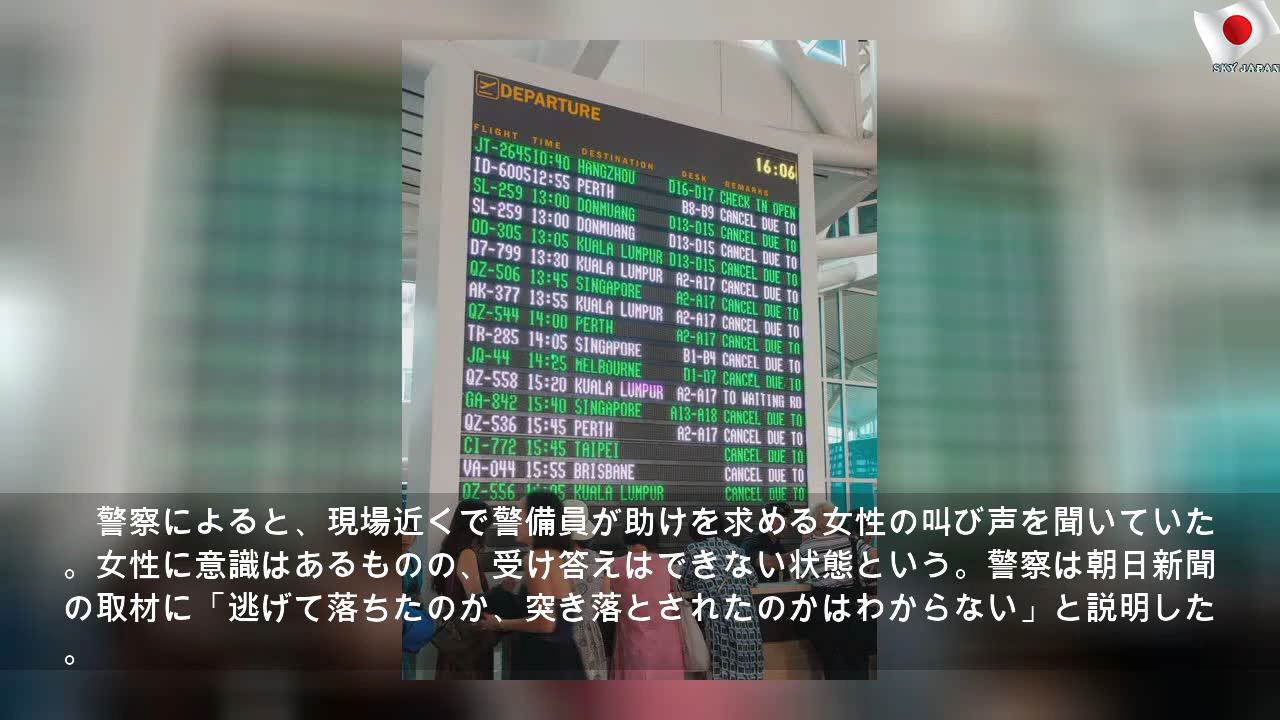 SKY JAPAN
DEPARTURE
FLIGHT TIME DESTINATION DESK REMARKS
16:06
JT-264510:40 HANGZHOU D16-D17 CHECK IN OPEN
ID-600512:55 PERTH B8-B9 CANCEL DUE TO
SL-259 13:00 DONMUANG D13-D15 CANCEL DUE TO
SL-259 13:00 DONMUANG D13-D15 CANCEL DUE TO
OD-305 13:05 KUALA LUMPUR D13-D15 CANCEL DUE TO
D7-799 13:30 KUALA LUMPUR A2-A17 CANCEL DUE TO
QZ-506 13:45 SINGAPORE A2-A17 CANCEL DUE TO
AK-377 13:55 KUALA LUMPUR A2-A17 CANCEL DUE TO
QZ-544 14:00 PERTH A2-A17 CANCEL DUE TO
TR-285 14:05 SINGAPORE B1-B4 CANCEL DUE TO
JQ-44 14:25 MELBOURNE D1-D7 CANCEL DUE TO
QZ-558 15:20 KUALA LUMPUR A2-A17 TO WAITING RO
GA-842 15:40 SINGAPORE A13-A18 CANCEL DUE TO
QZ-536 15:45 PERTH A2-A17 CANCEL DUE TO
CI-772 15:45 TAIPEI CANCEL DUE TO
VA-044 15:55 BRISBANE CANCEL DUE TO
QZ-556 KUALA LUMPUR CANCEL DUE TO
警察によると、現場近くで警備員が助けを求める女性の叫び声を聞いていた
。女性に意識はあるものの、受け答えはできない状態という。警察は朝日新聞
の取材に「逃げて落ちたのか、突き落とされたのかはわからない」と説明した
。